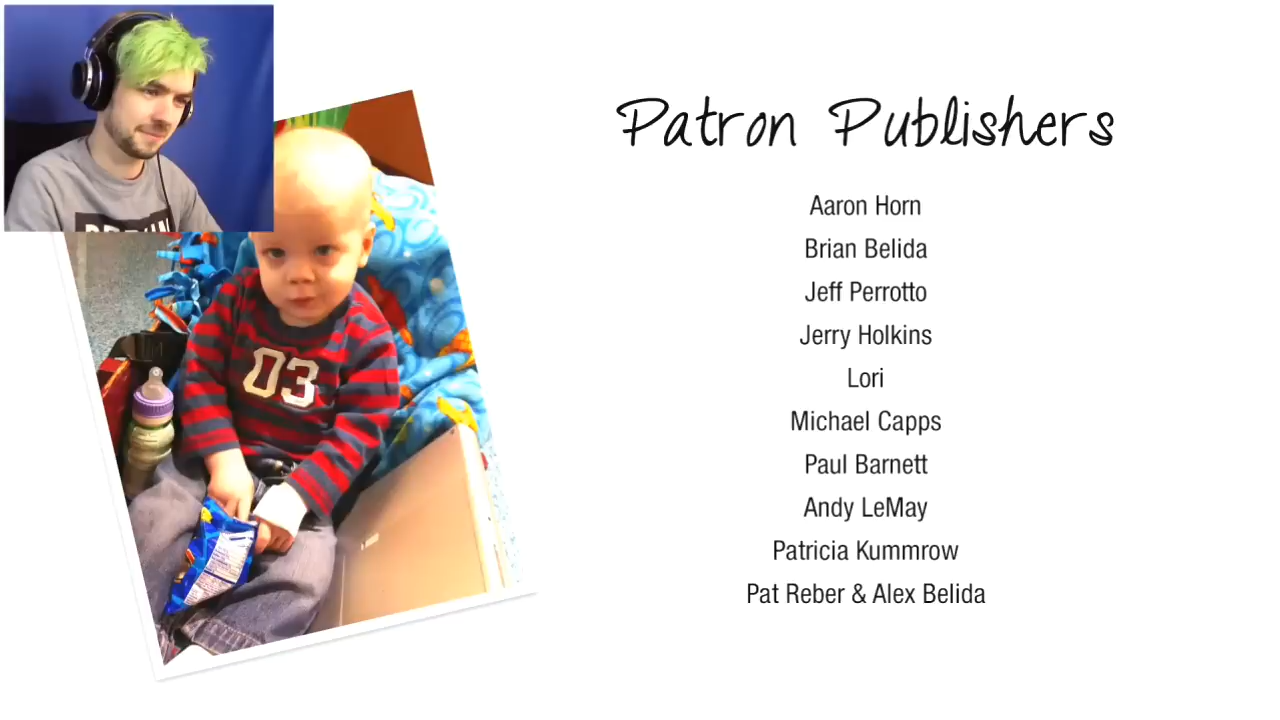 Patron Publishers
Aaron Horn
Brian Belida
Jeff Perrotto
Jerry Holkins
Lori
Michael Capps
Paul Barnett
Andy LeMay
Patricia Kummrow
Pat Reber & Alex Belida
03